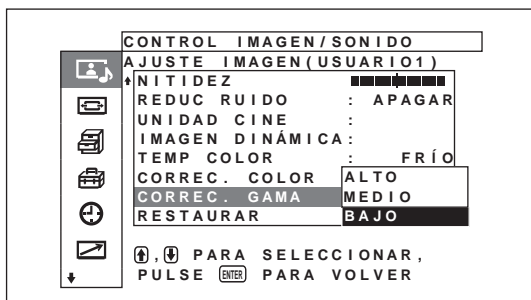 CONTROL IMAGEN/SONIDO
AJUSTE IMAGEN(USUARIO1)
NITIDEZ
REDUC RUIDO : APAGAR
UNIDAD CINE :
IMAGEN DINÁMICA:
TEMP COLOR : FRÍO
CORREC. COLOR ALTO
CORREC. GAMA MEDIO
RESTAURAR BAJO
, PARA SELECCIONAR,
PULSE ENTER PARA VOLVER